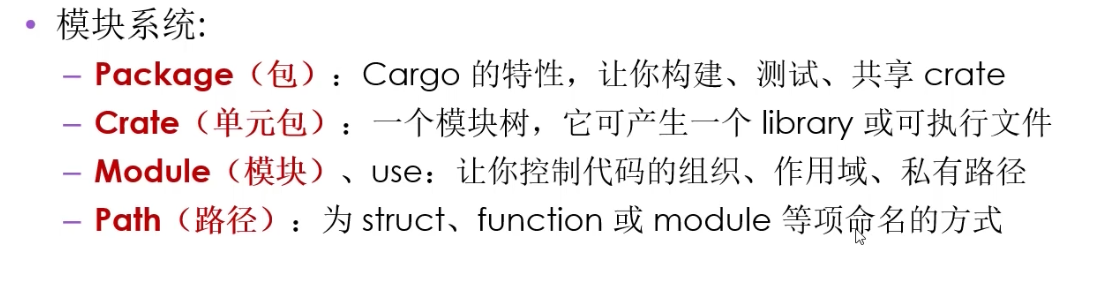 • 模块系统:
– Package（包）：Cargo 的特性，让你构建、测试、共享 crate
– Crate（单元包）：一个模块树，它可产生一个 library 或可执行文件
– Module（模块）、use：让你控制代码的组织、作用域、私有路径
– Path（路径）：为 struct、function 或 module 等项命名的方式